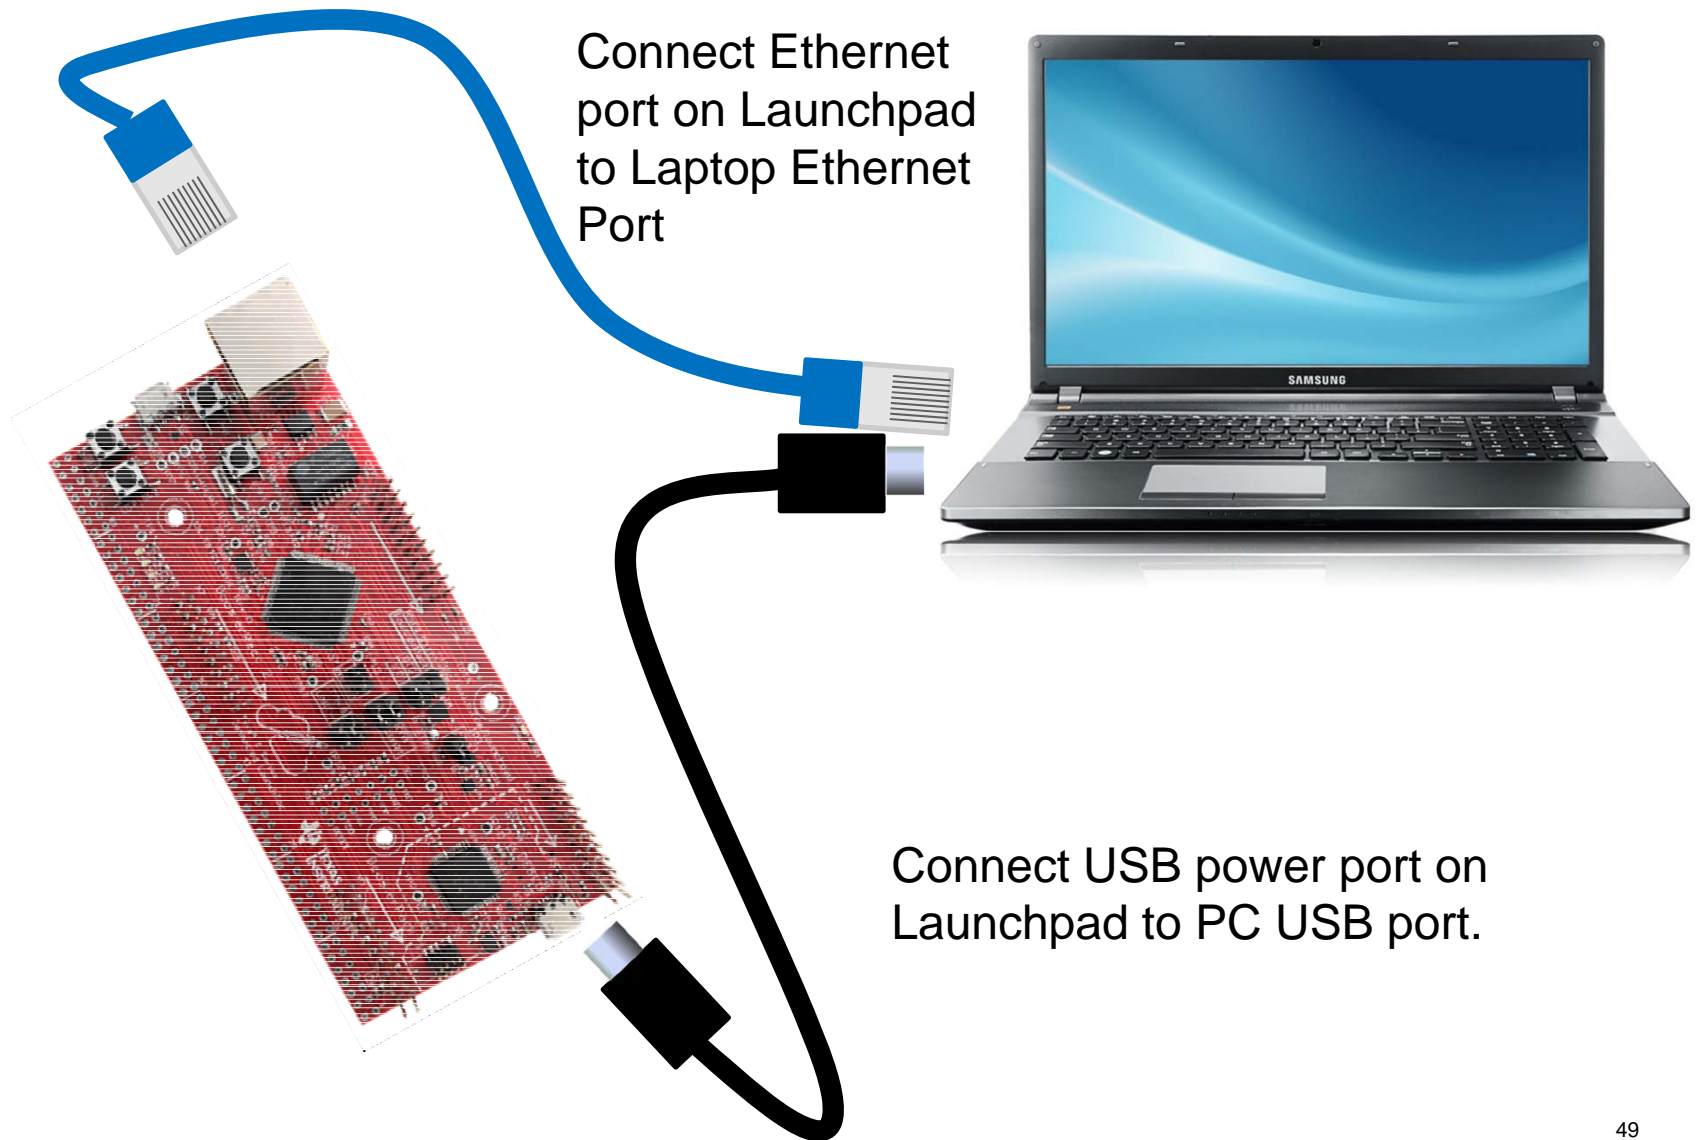 Connect Ethernet
port on Launchpad
to Laptop Ethernet
Port
SAMSUNG
TEXAS
Connect USB power port on
Launchpad to PC USB port.
49